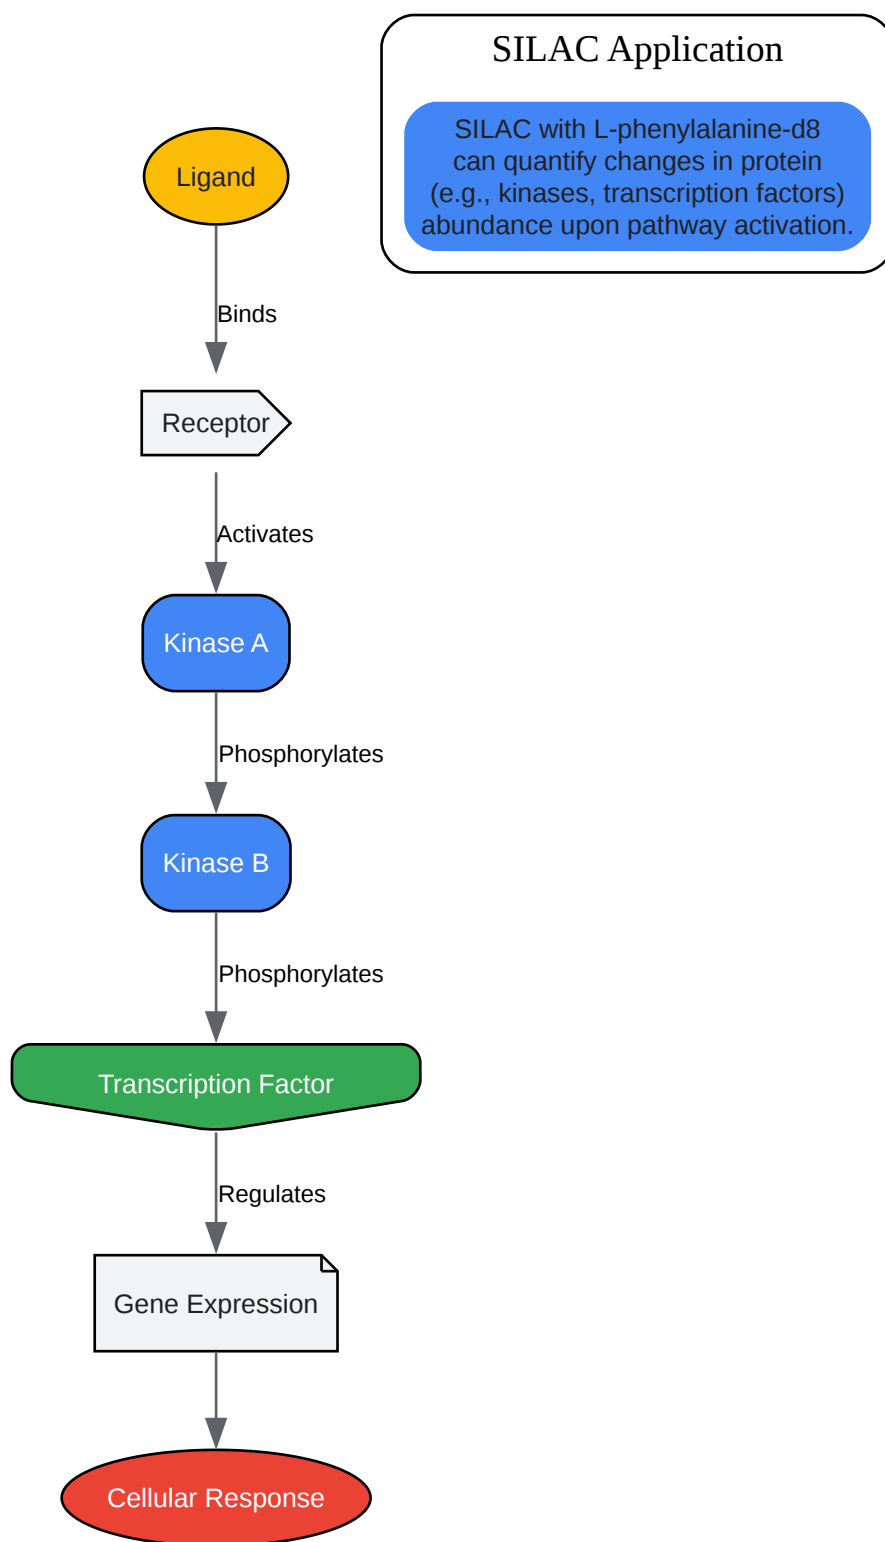 SILAC Application
SILAC with L-phenylalanine-d8
can quantify changes in protein
(e.g., kinases, transcription factors)
abundance upon pathway activation.
Ligand
Binds
Receptor
Activates
Kinase A
Phosphorylates
Kinase B
Phosphorylates
Transcription Factor
Regulates
Gene Expression
Cellular Response